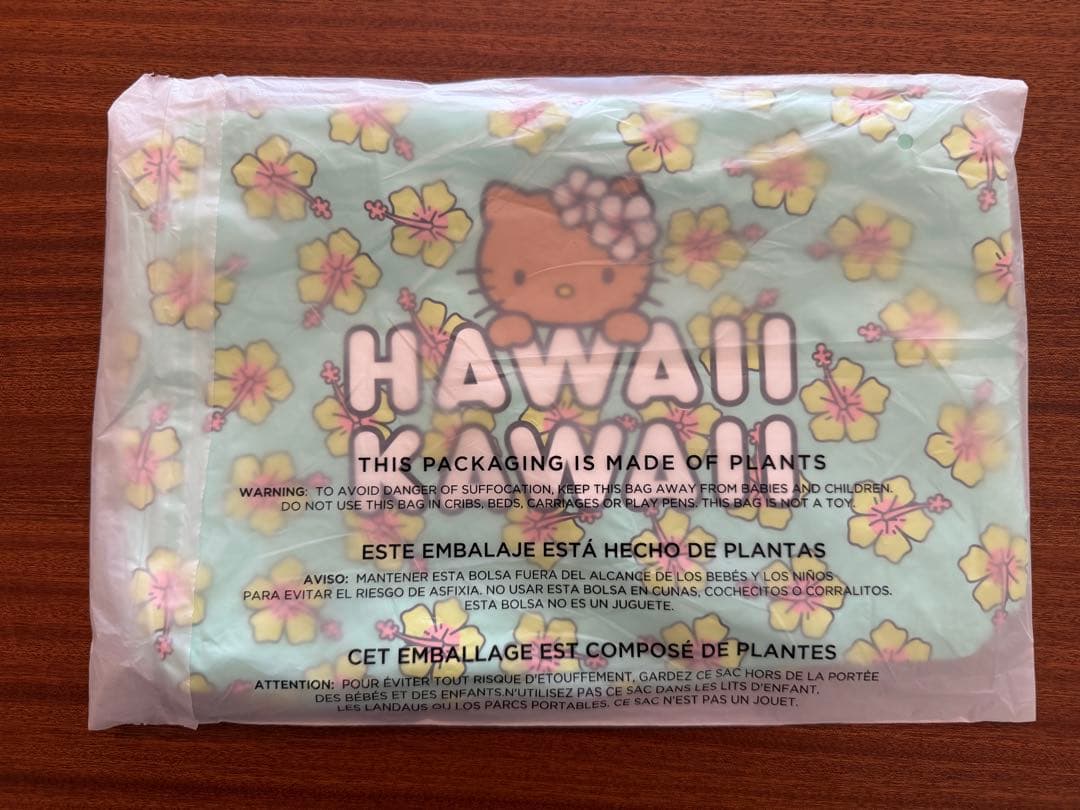 HAWAII
KAWAII
THIS PACKAGING IS MADE OF PLANTS
WARNING: TO AVOID DANGER OF SUFFOCATION, KEEP THIS BAG AWAY FROM BABIES AND CHILDREN.
DO NOT USE THIS BAG IN CRIBS, BEDS, CARRIAGES OR PLAY PENS. THIS BAG IS NOT A TOY.
ESTE EMBALAJE ESTÁ HECHO DE PLANTAS
AVISO: MANTENER ESTA BOLSA FUERA DEL ALCANCE DE LOS BEBÉS Y LOS NIÑOS
PARA EVITAR EL RIESGO DE ASFIXIA. NO USAR ESTA BOLSA EN CUNAS, COCHECITOS O CORRALITOS.
ESTA BOLSA NO ES UN JUGUETE.
CET EMBALLAGE EST COMPOSÉ DE PLANTES
ATTENTION: POUR ÉVITER TOUT RISQUE D'ETOUFFEMENT, GARDEZ CE SAC HORS DE LA PORTÉE
DES BÉBÉS ET DES ENFANTS.N'UTILISEZ PAS CE SAC DANS LES LITS D'ENFANT,
LES LANDAUS OU LOS PARCS PORTABLES. CE SAC N'EST PAS UN JOUET.